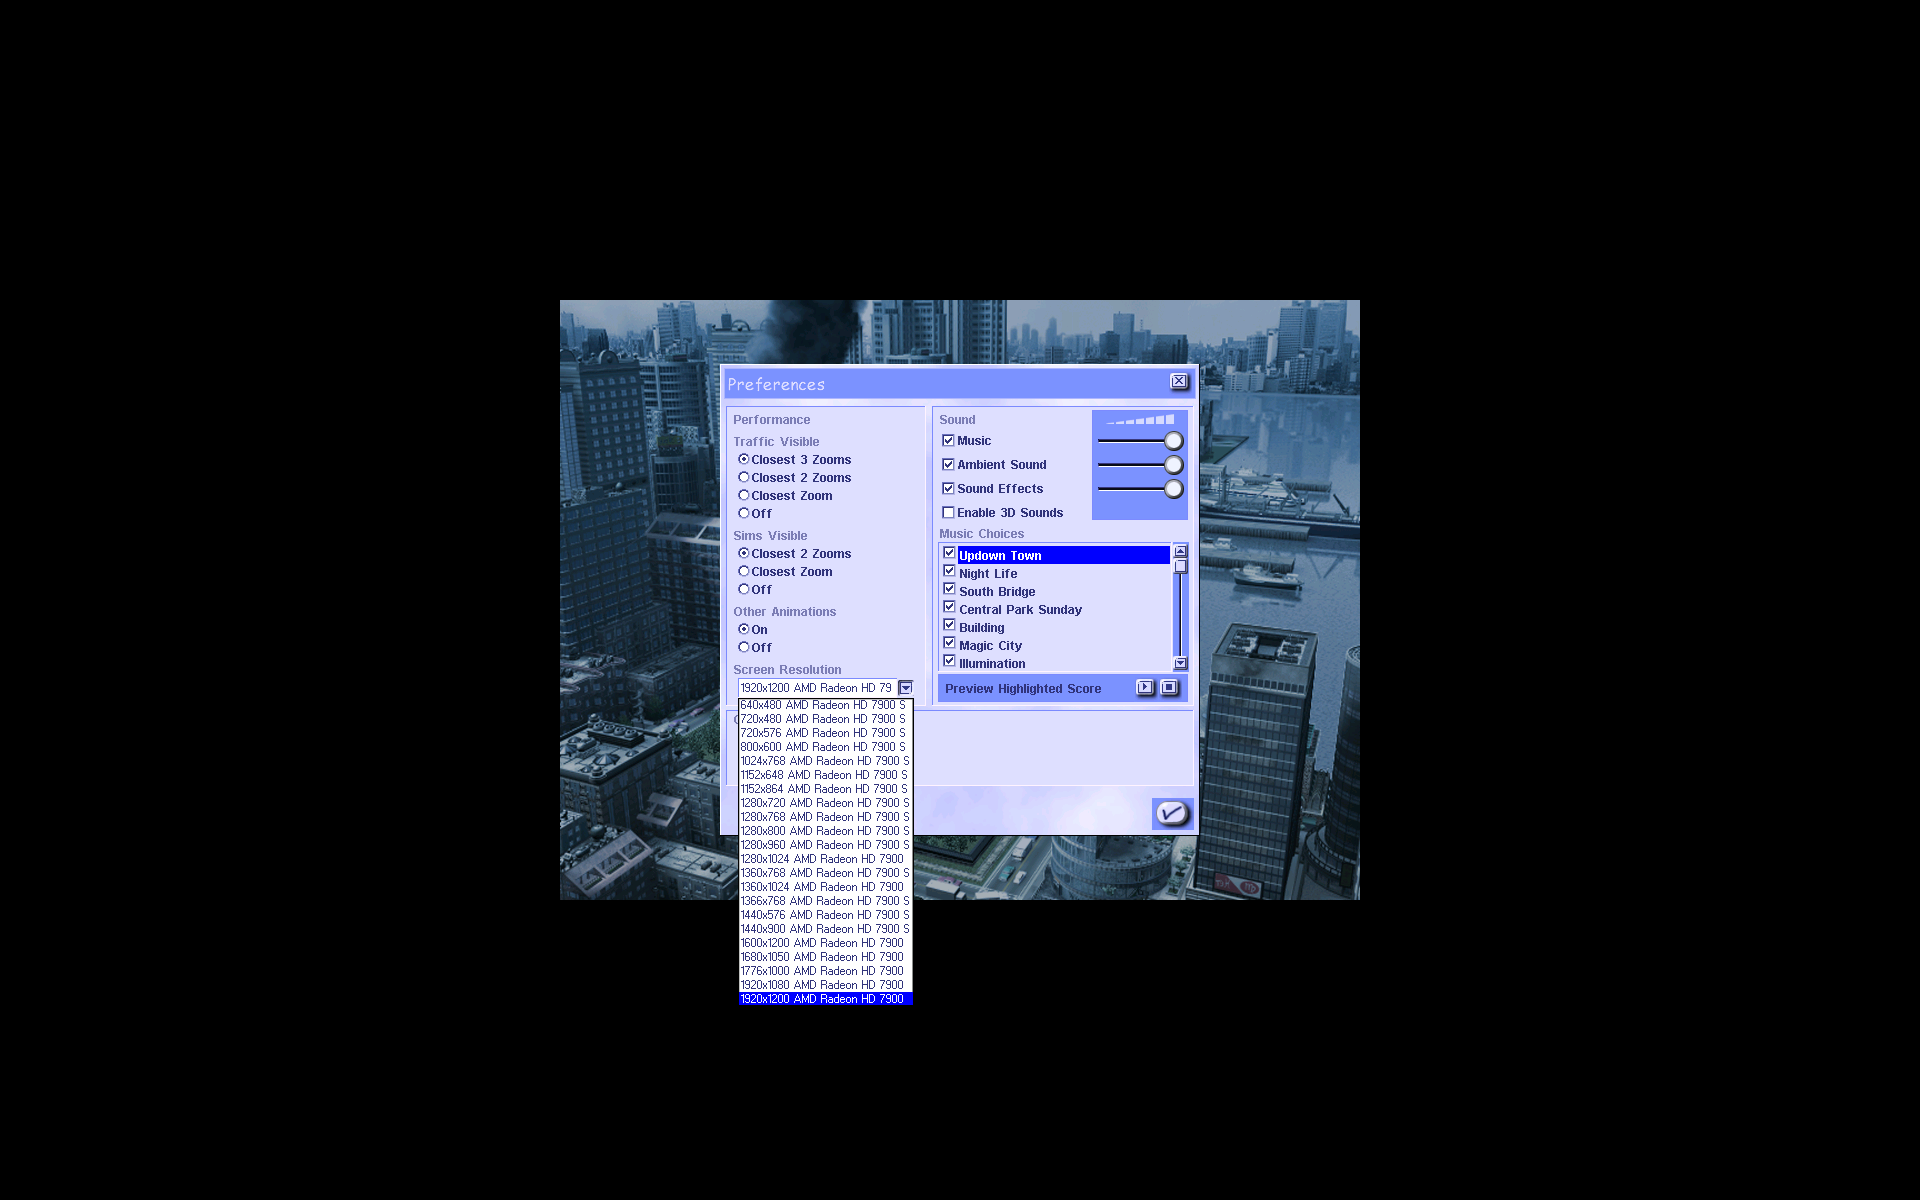 Preferences
Performance
Traffic Visible
Closest 3 Zooms
Closest 2 Zooms
Closest Zoom
Off
Sims Visible
Closest 2 Zooms
Closest Zoom
Off
Other Animations
On
Off
Screen Resolution
1920x1200 AMD Radeon HD 79
640x480 AMD Radeon HD 7900 S
720x480 AMD Radeon HD 7900 S
720x576 AMD Radeon HD 7900 S
800x600 AMD Radeon HD 7900 S
1024x768 AMD Radeon HD 7900 S
1152x648 AMD Radeon HD 7900 S
1152x864 AMD Radeon HD 7900 S
1280x720 AMD Radeon HD 7900 S
1280x768 AMD Radeon HD 7900 S
1280x800 AMD Radeon HD 7900 S
1280x960 AMD Radeon HD 7900 S
1280x1024 AMD Radeon HD 7900
1360x768 AMD Radeon HD 7900 S
1360x1024 AMD Radeon HD 7900
1366x768 AMD Radeon HD 7900 S
1440x576 AMD Radeon HD 7900 S
1440x900 AMD Radeon HD 7900 S
1600x1200 AMD Radeon HD 7900
1680x1050 AMD Radeon HD 7900
1776x1000 AMD Radeon HD 7900
1920x1080 AMD Radeon HD 7900
1920x1200 AMD Radeon HD 7900
Sound
Music
Ambient Sound
Sound Effects
Enable 3D Sounds
Music Choices
Updown Town
Night Life
South Bridge
Central Park Sunday
Building
Magic City
Illumination
Preview Highlighted Score